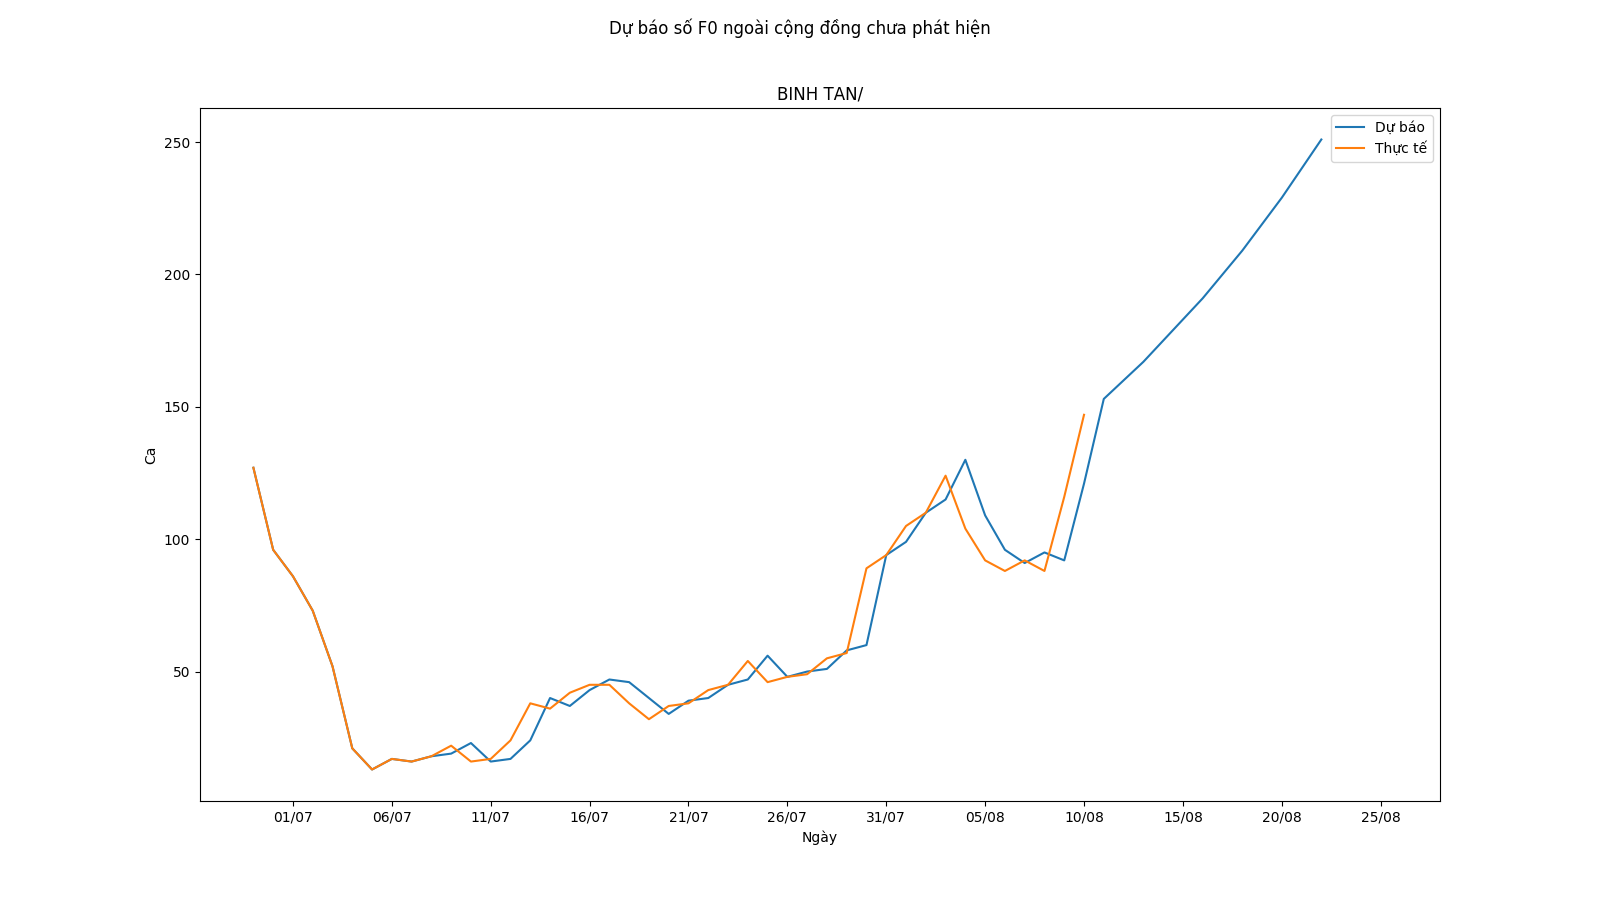 Dự báo số F0 ngoài cộng đồng chưa phát hiện
BINH TAN/
Dự báo
Thực tế
250
200
150
100
50
Ca
01/07 06/07 11/07 16/07 21/07 26/07 31/07 05/08 10/08 15/08 20/08 25/08
Ngày